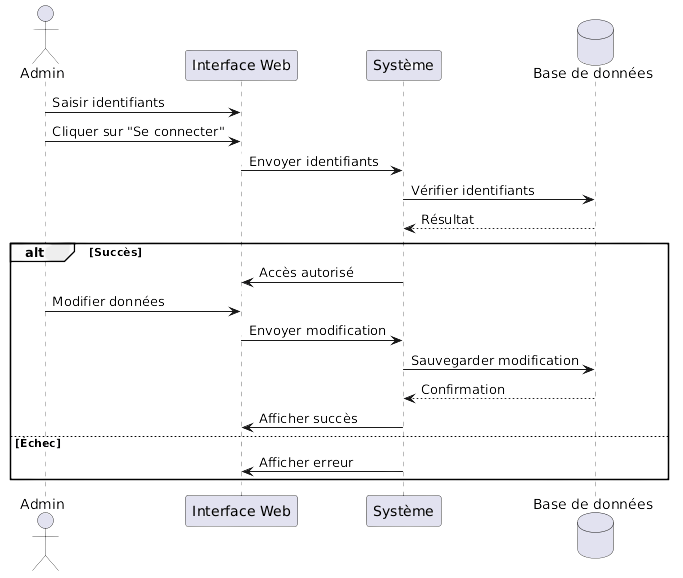 Admin
Interface Web
Système
Base de données
Saisir identifiants
Cliquer sur "Se connecter"
Envoyer identifiants
Vérifier identifiants
Résultat
alt [Succès]
Accès autorisé
Modifier données
Envoyer modification
Sauvegarder modification
Confirmation
Afficher succès
[Échec]
Afficher erreur
Admin
Interface Web
Système
Base de données